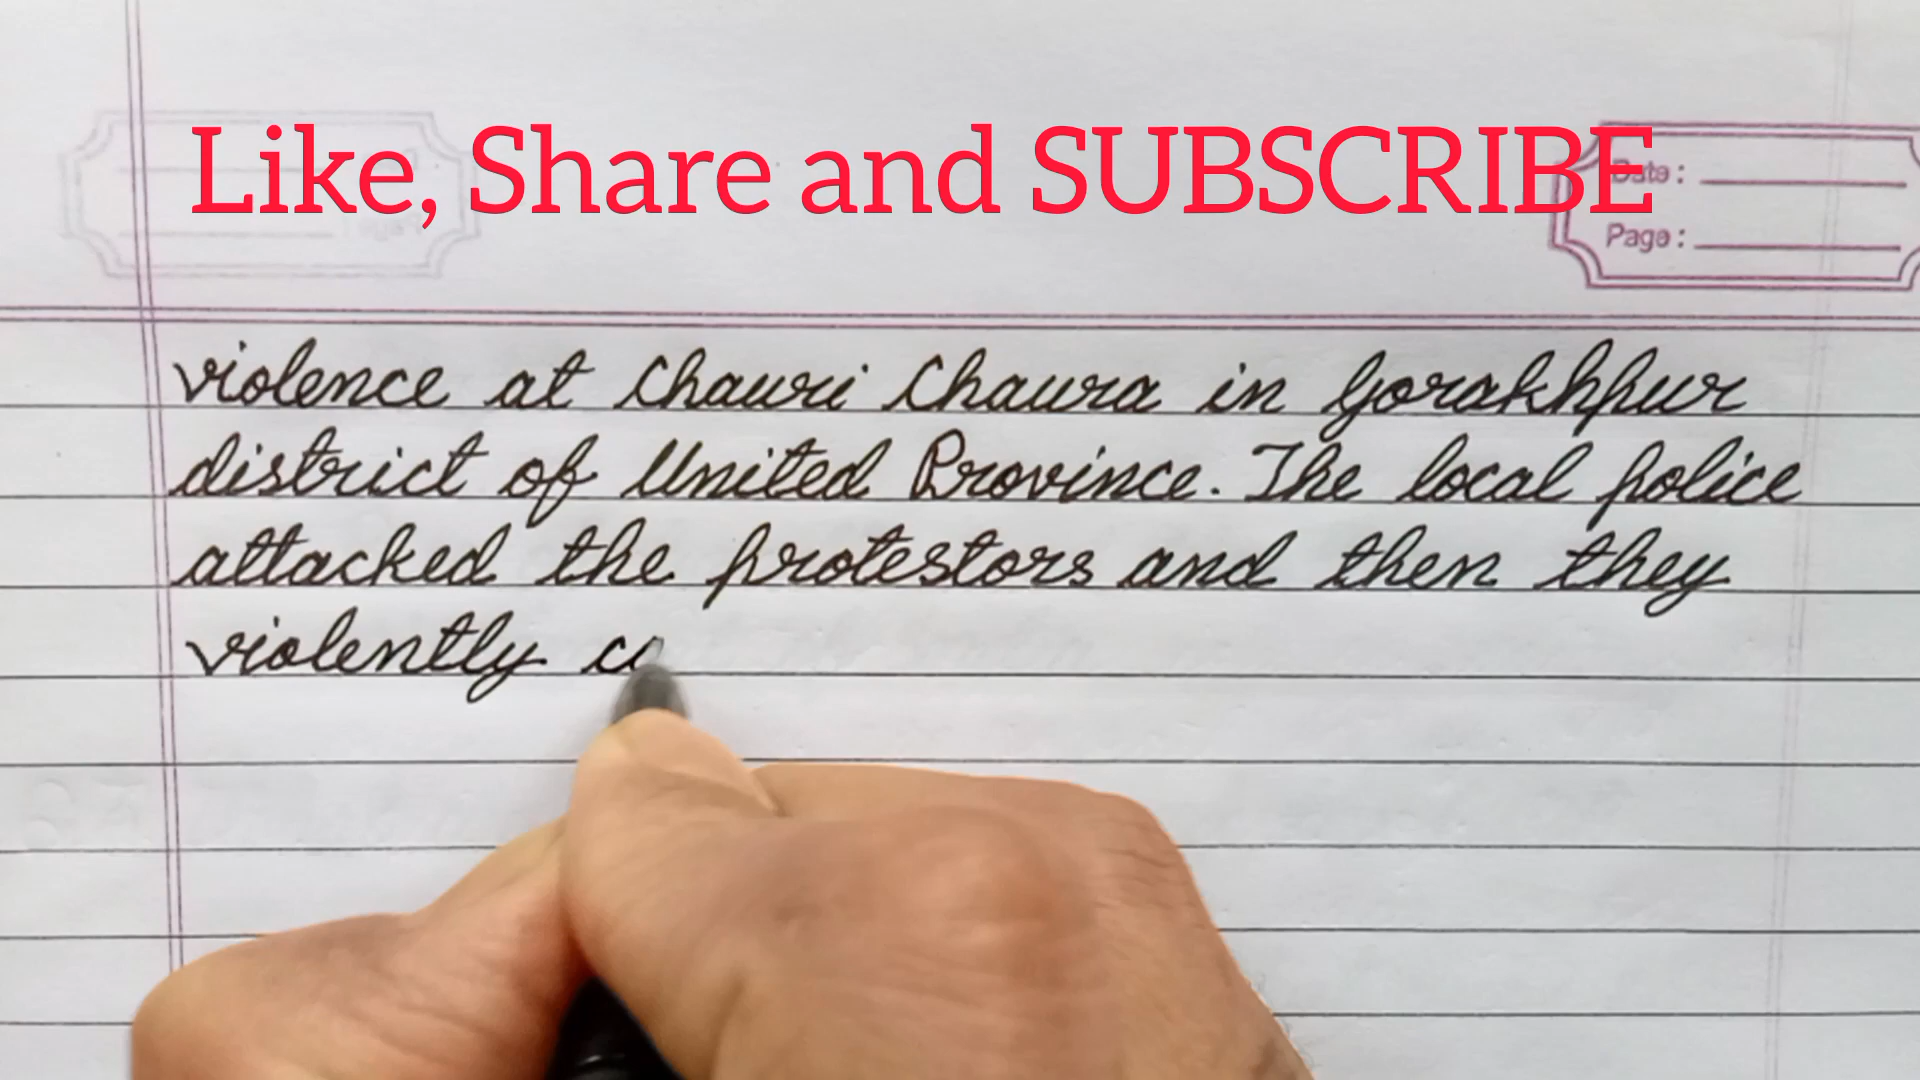 Like, Share and SUBSCRIBE
Date :
Page :
violence at Chauri Chaura in Gorakhpur
district of United Province. The local police
attacked the protestors and then they
violently